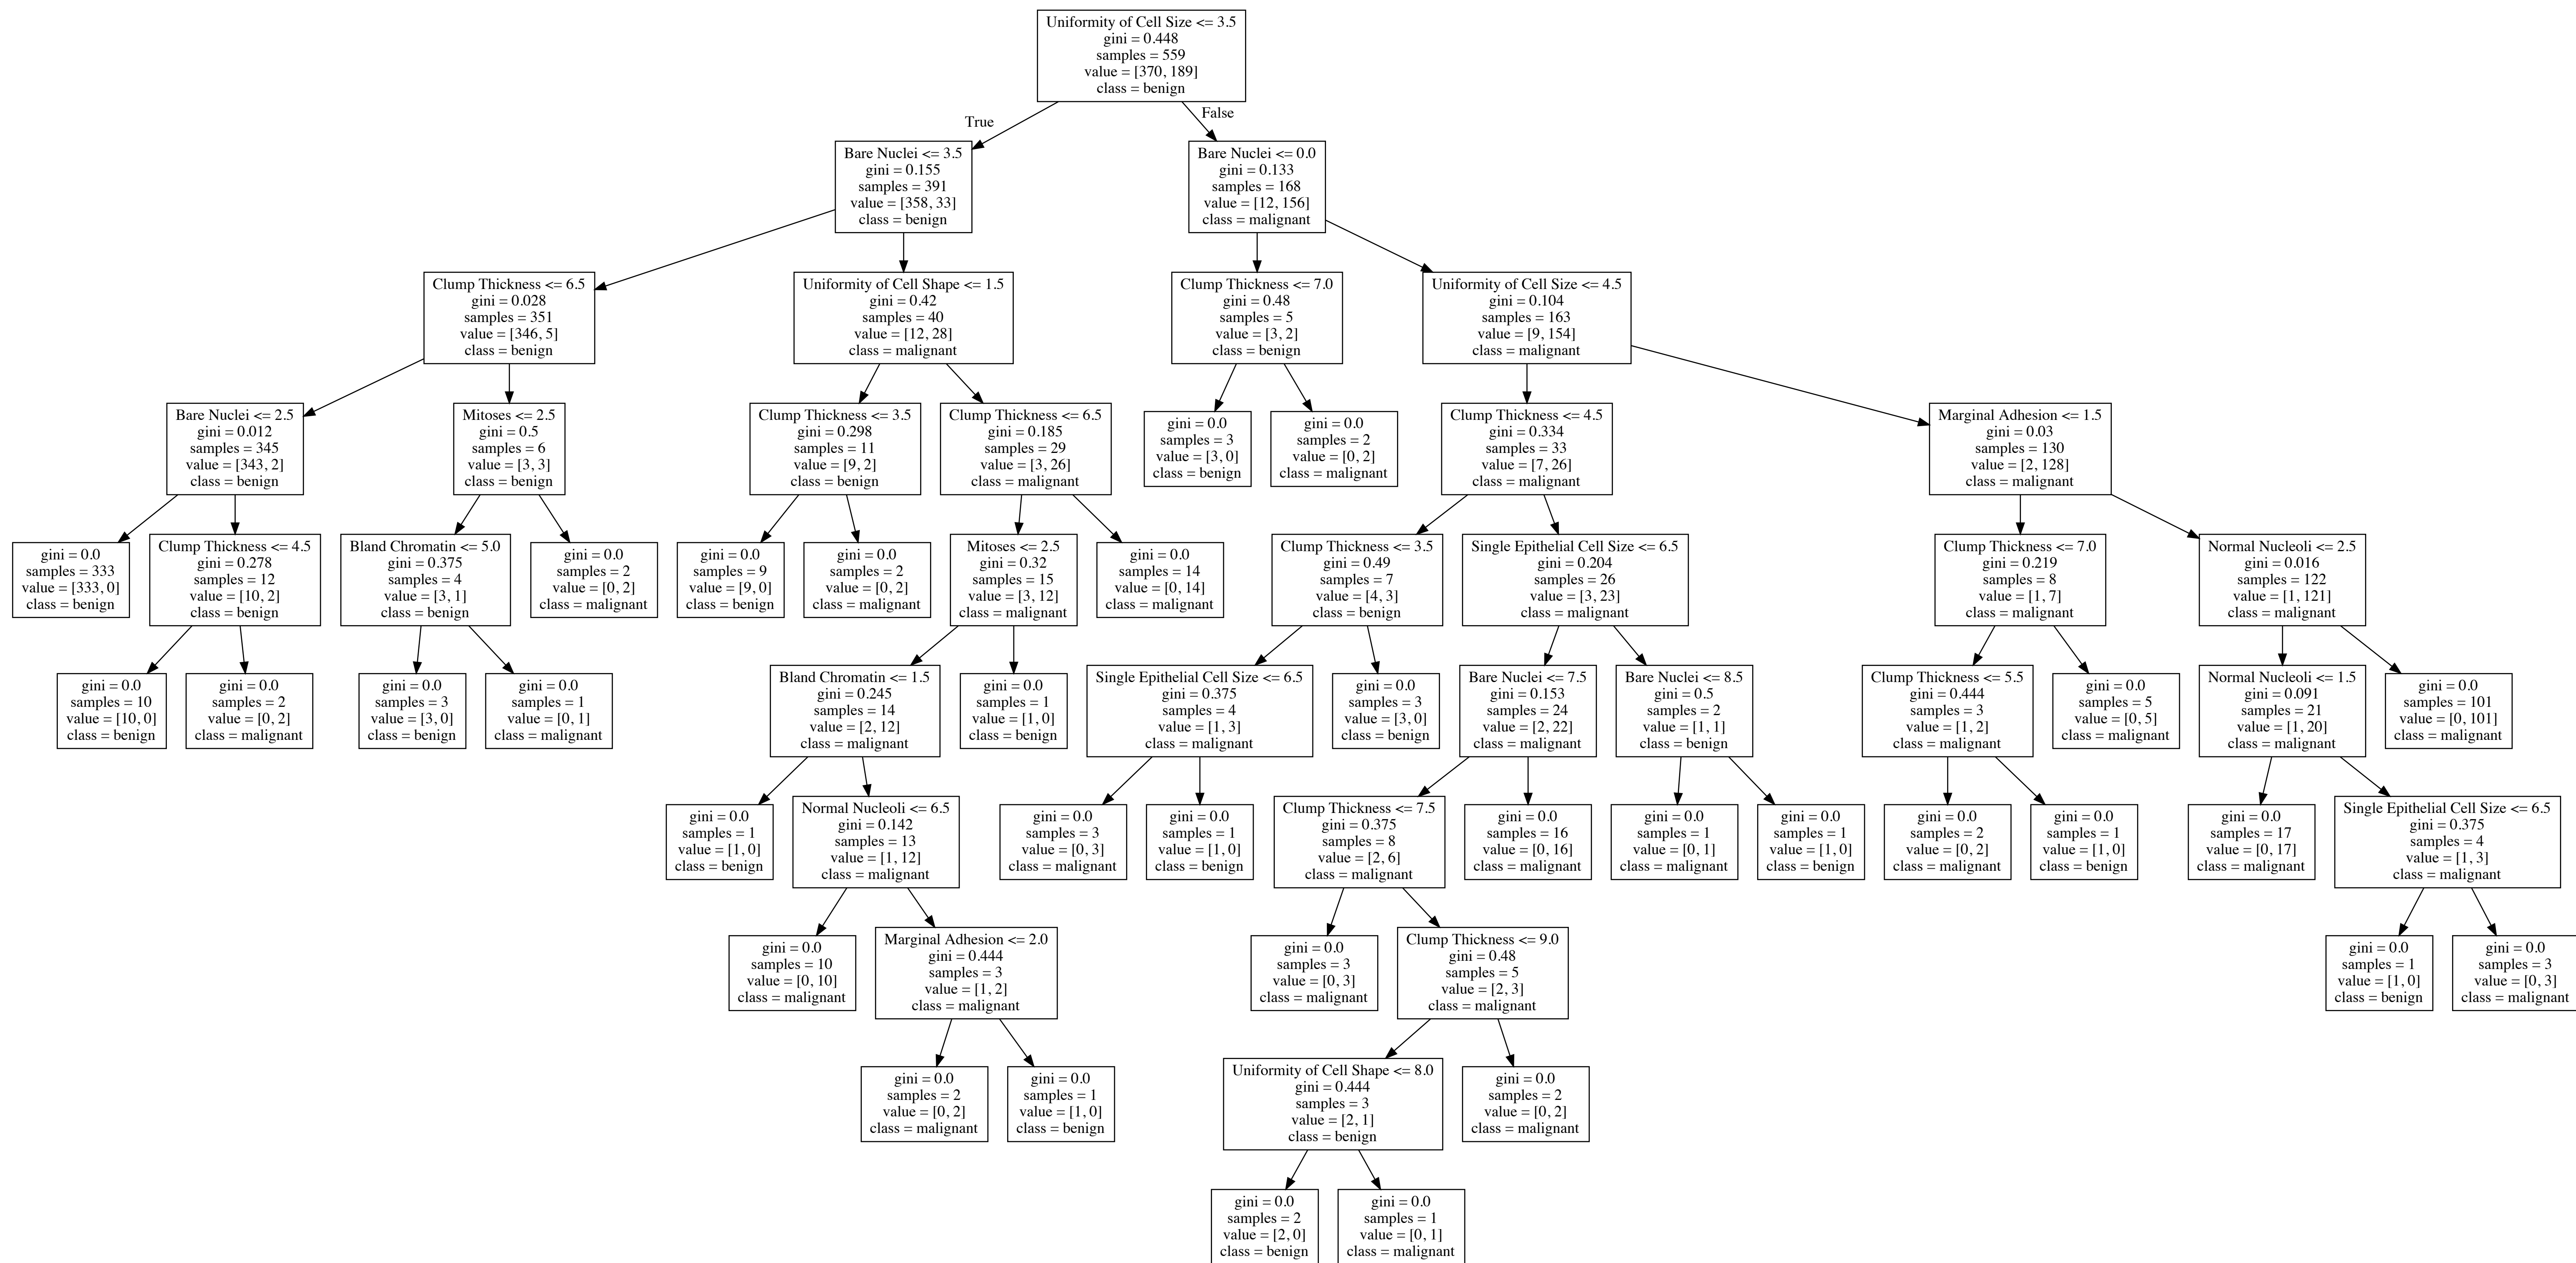 Uniformity of Cell Size <= 3.5
gini = 0.448
samples = 559
value = [370, 189]
class = benign
True
False
Bare Nuclei <= 3.5
gini = 0.155
samples = 391
value = [358, 33]
class = benign
Bare Nuclei <= 0.0
gini = 0.133
samples = 168
value = [12, 156]
class = malignant
Clump Thickness <= 6.5
gini = 0.028
samples = 351
value = [346, 5]
class = benign
Uniformity of Cell Shape <= 1.5
gini = 0.42
samples = 40
value = [12, 28]
class = malignant
Clump Thickness <= 7.0
gini = 0.48
samples = 5
value = [3, 2]
class = benign
Uniformity of Cell Size <= 4.5
gini = 0.104
samples = 163
value = [9, 154]
class = malignant
Bare Nuclei <= 2.5
gini = 0.012
samples = 345
value = [343, 2]
class = benign
Mitoses <= 2.5
gini = 0.5
samples = 6
value = [3, 3]
class = benign
Clump Thickness <= 3.5
gini = 0.298
samples = 11
value = [9, 2]
class = benign
Clump Thickness <= 6.5
gini = 0.185
samples = 29
value = [3, 26]
class = malignant
gini = 0.0
samples = 3
value = [3, 0]
class = benign
gini = 0.0
samples = 2
value = [0, 2]
class = malignant
Clump Thickness <= 4.5
gini = 0.334
samples = 33
value = [7, 26]
class = malignant
Marginal Adhesion <= 1.5
gini = 0.03
samples = 130
value = [2, 128]
class = malignant
gini = 0.0
samples = 333
value = [333, 0]
class = benign
Clump Thickness <= 4.5
gini = 0.278
samples = 12
value = [10, 2]
class = benign
Bland Chromatin <= 5.0
gini = 0.375
samples = 4
value = [3, 1]
class = benign
gini = 0.0
samples = 2
value = [0, 2]
class = malignant
gini = 0.0
samples = 9
value = [9, 0]
class = benign
gini = 0.0
samples = 2
value = [0, 2]
class = malignant
Mitoses <= 2.5
gini = 0.32
samples = 15
value = [3, 12]
class = malignant
gini = 0.0
samples = 14
value = [0, 14]
class = malignant
Clump Thickness <= 3.5
gini = 0.49
samples = 7
value = [4, 3]
class = benign
Single Epithelial Cell Size <= 6.5
gini = 0.204
samples = 26
value = [3, 23]
class = malignant
Clump Thickness <= 7.0
gini = 0.219
samples = 8
value = [1, 7]
class = malignant
Normal Nucleoli <= 2.5
gini = 0.016
samples = 122
value = [1, 121]
class = malignant
gini = 0.0
samples = 10
value = [10, 0]
class = benign
gini = 0.0
samples = 2
value = [0, 2]
class = malignant
gini = 0.0
samples = 3
value = [3, 0]
class = benign
gini = 0.0
samples = 1
value = [0, 1]
class = malignant
Bland Chromatin <= 1.5
gini = 0.245
samples = 14
value = [2, 12]
class = malignant
gini = 0.0
samples = 1
value = [1, 0]
class = benign
Single Epithelial Cell Size <= 6.5
gini = 0.375
samples = 4
value = [1, 3]
class = malignant
gini = 0.0
samples = 3
value = [3, 0]
class = benign
Bare Nuclei <= 7.5
gini = 0.153
samples = 24
value = [2, 22]
class = malignant
Bare Nuclei <= 8.5
gini = 0.5
samples = 2
value = [1, 1]
class = benign
Clump Thickness <= 5.5
gini = 0.444
samples = 3
value = [1, 2]
class = malignant
gini = 0.0
samples = 5
value = [0, 5]
class = malignant
Normal Nucleoli <= 1.5
gini = 0.091
samples = 21
value = [1, 20]
class = malignant
gini = 0.0
samples = 101
value = [0, 101]
class = malignant
gini = 0.0
samples = 1
value = [1, 0]
class = benign
Normal Nucleoli <= 6.5
gini = 0.142
samples = 13
value = [1, 12]
class = malignant
gini = 0.0
samples = 3
value = [0, 3]
class = malignant
gini = 0.0
samples = 1
value = [1, 0]
class = benign
Clump Thickness <= 7.5
gini = 0.375
samples = 8
value = [2, 6]
class = malignant
gini = 0.0
samples = 16
value = [0, 16]
class = malignant
gini = 0.0
samples = 1
value = [0, 1]
class = malignant
gini = 0.0
samples = 1
value = [1, 0]
class = benign
gini = 0.0
samples = 2
value = [0, 2]
class = malignant
gini = 0.0
samples = 1
value = [1, 0]
class = benign
gini = 0.0
samples = 17
value = [0, 17]
class = malignant
Single Epithelial Cell Size <= 6.5
gini = 0.375
samples = 4
value = [1, 3]
class = malignant
gini = 0.0
samples = 10
value = [0, 10]
class = malignant
Marginal Adhesion <= 2.0
gini = 0.444
samples = 3
value = [1, 2]
class = malignant
gini = 0.0
samples = 3
value = [0, 3]
class = malignant
Clump Thickness <= 9.0
gini = 0.48
samples = 5
value = [2, 3]
class = malignant
gini = 0.0
samples = 1
value = [1, 0]
class = benign
gini = 0.0
samples = 3
value = [0, 3]
class = malignant
gini = 0.0
samples = 2
value = [0, 2]
class = malignant
gini = 0.0
samples = 1
value = [1, 0]
class = benign
Uniformity of Cell Shape <= 8.0
gini = 0.444
samples = 3
value = [2, 1]
class = benign
gini = 0.0
samples = 2
value = [0, 2]
class = malignant
gini = 0.0
samples = 2
value = [2, 0]
class = benign
gini = 0.0
samples = 1
value = [0, 1]
class = malignant